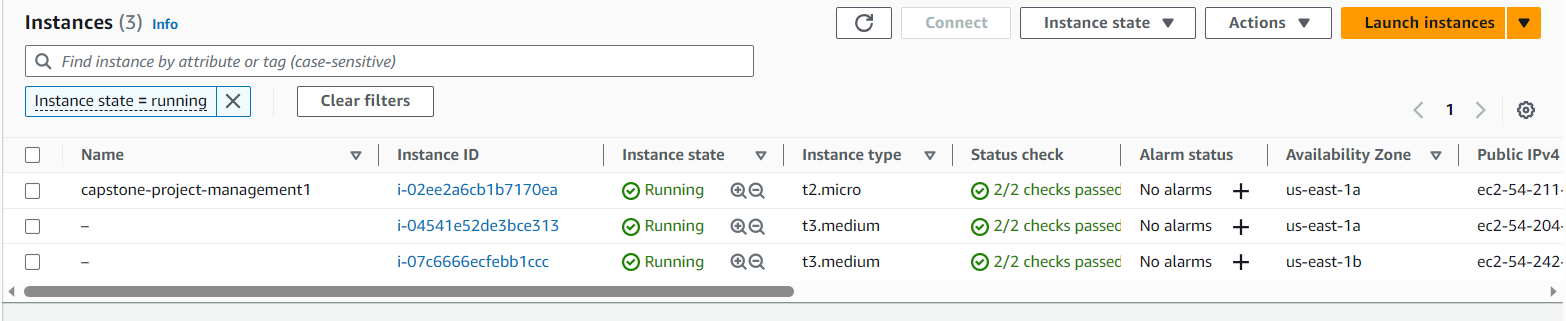 Instances (3) Info Connect Instance state Actions Launch instances
Find instance by attribute or tag (case-sensitive)
Instance state = running Clear filters
1
Name Instance ID Instance state Instance type Status check Alarm status Availability Zone Public IPv4
capstone-project-management1 i-02ee2a6cb1b7170ea Running t2.micro 2/2 checks passed No alarms + us-east-1a ec2-54-211-
– i-04541e52de3bce313 Running t3.medium 2/2 checks passed No alarms + us-east-1a ec2-54-204-
– i-07c6666ecfebb1ccc Running t3.medium 2/2 checks passed No alarms + us-east-1b ec2-54-242-